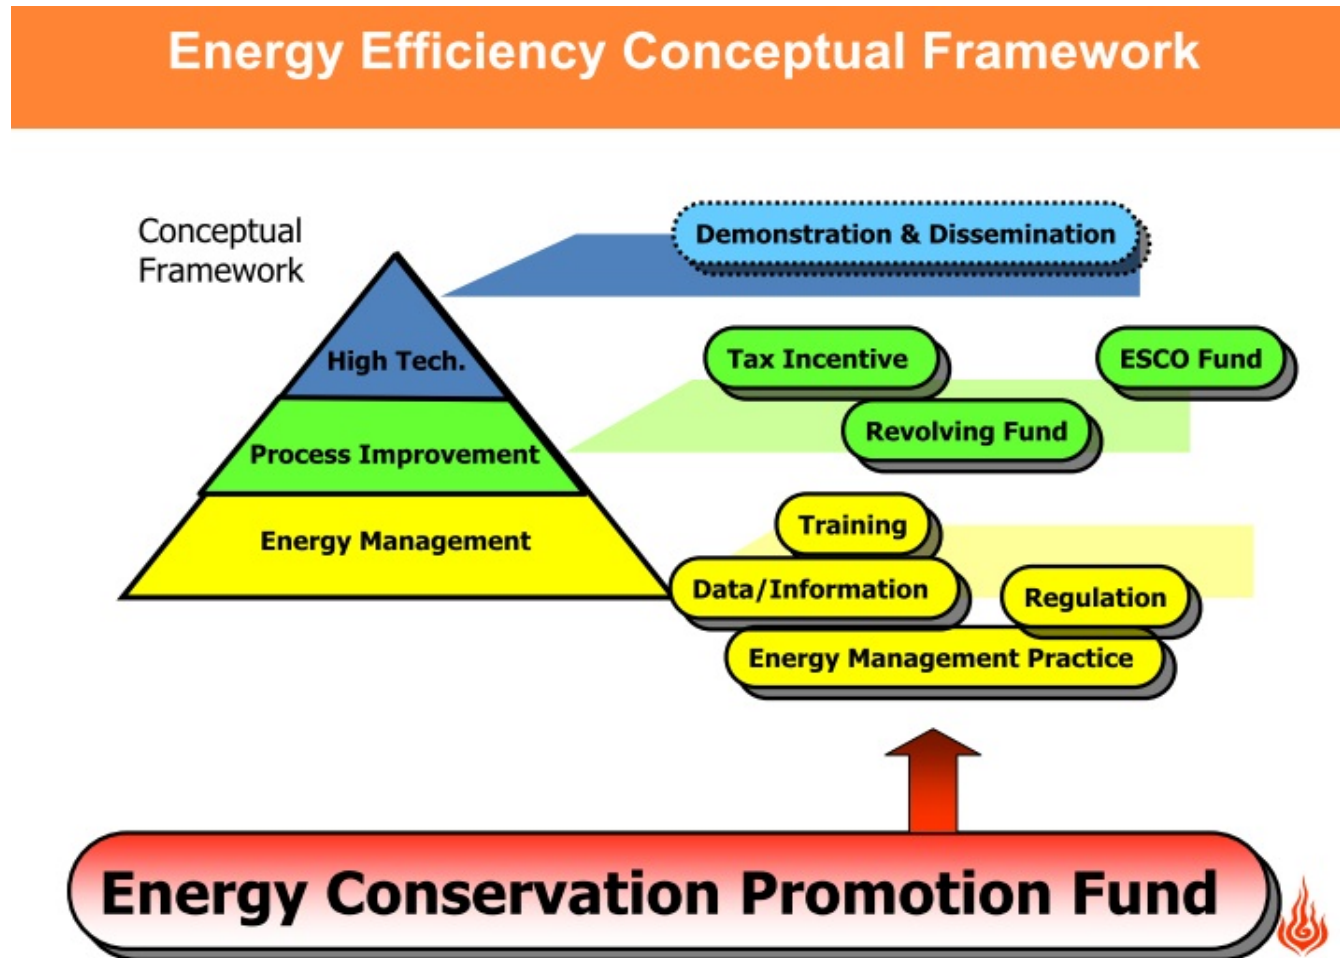 Energy Efficiency Conceptual Framework
Conceptual
Framework
Demonstration & Dissemination
High Tech.
Tax Incentive
ESCO Fund
Revolving Fund
Process Improvement
Training
Energy Management
Data/Information
Regulation
Energy Management Practice
Energy Conservation Promotion Fund